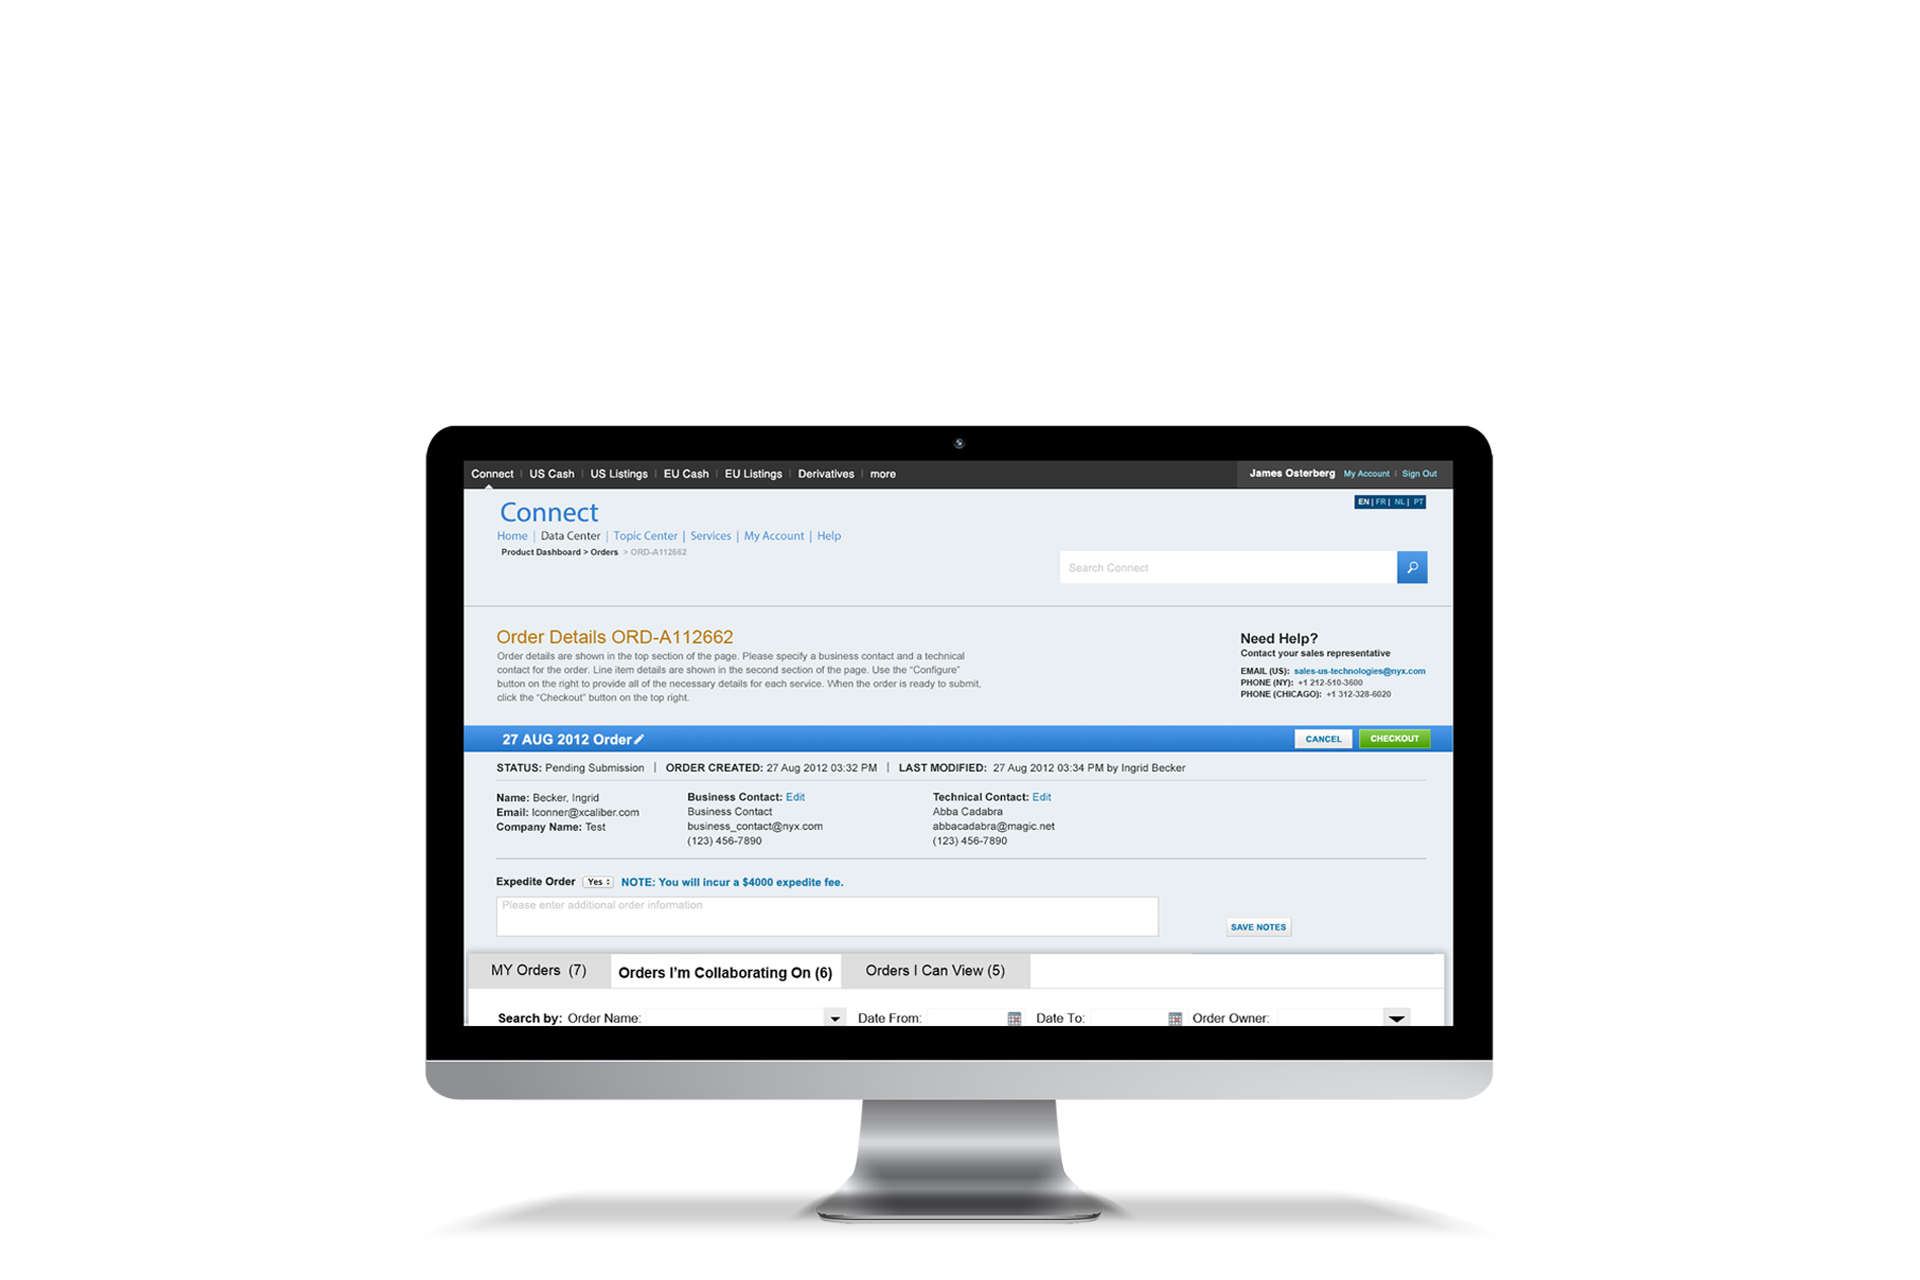 Connect | US Cash | US Listings | EU Cash | EU Listings | Derivatives | more
James Osterberg My Account | Sign Out
EN | FR | NL | PT
Connect
Home | Data Center | Topic Center | Services | My Account | Help
Product Dashboard > Orders > ORD-A112662
Search Connect
Order Details ORD-A112662
Order details are shown in the top section of the page. Please specify a business contact and a technical
contact for the order. Line item details are shown in the second section of the page. Use the “Configure”
button on the right to provide all of the necessary details for each service. When the order is ready to submit,
click the “Checkout” button on the top right.
Need Help?
Contact your sales representative
EMAIL (US): sales-us-technologies@nyx.com
PHONE (NY): +1 212-510-3600
PHONE (CHICAGO): +1 312-328-6020
27 AUG 2012 Order
CANCEL
CHECKOUT
STATUS: Pending Submission | ORDER CREATED: 27 Aug 2012 03:32 PM | LAST MODIFIED: 27 Aug 2012 03:34 PM by Ingrid Becker
Name: Becker, Ingrid
Email: lconner@xcaliber.com
Company Name: Test
Business Contact: Edit
Business Contact
business_contact@nyx.com
(123) 456-7890
Technical Contact: Edit
Abba Cadabra
abbacadabra@magic.net
(123) 456-7890
Expedite Order Yes NOTE: You will incur a $4000 expedite fee.
Please enter additional order information
SAVE NOTES
MY Orders (7)
Orders I’m Collaborating On (6)
Orders I Can View (5)
Search by: Order Name: Date From: Date To: Order Owner: